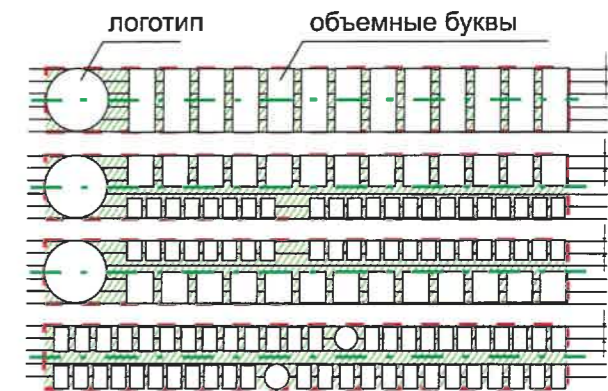 логотип объемные буквы